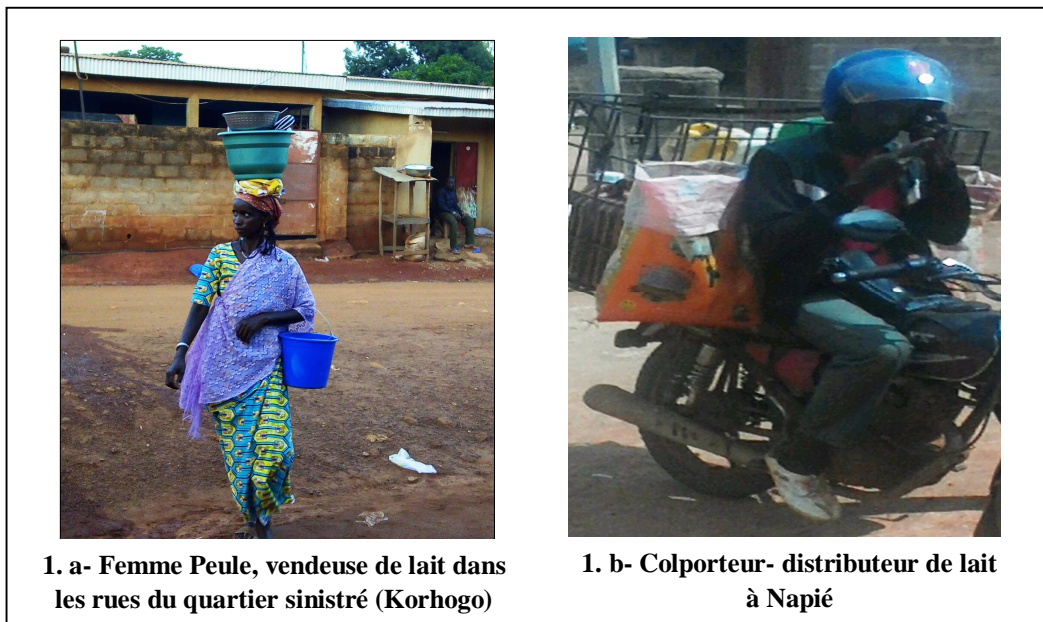 1. a- Femme Peule, vendeuse de lait dans
les rues du quartier sinistré (Korhogo)
1. b- Colporteur- distributeur de lait
à Napié